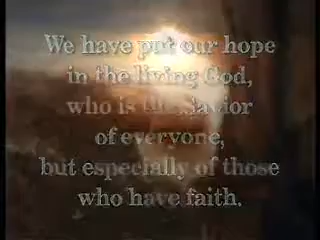 We have put our hope
in the living God,
who is the Savior
of everyone,
but especially of those
who have faith.